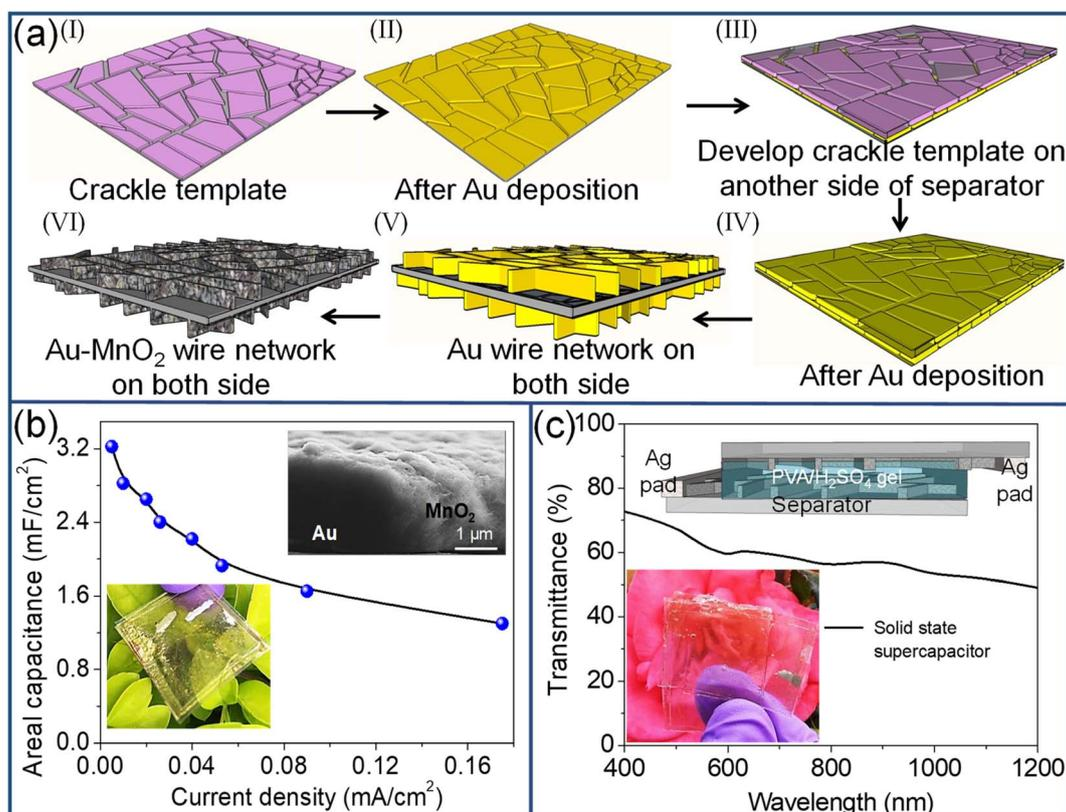 (a)
(I)
(II)
(III)
Crackle template
After Au deposition
Develop crackle template on
another side of separator
(VI)
(V)
(IV)
Au-MnO₂ wire network
on both side
Au wire network on
both side
After Au deposition
(b)
Areal capacitance (mF/cm²)
3.2
2.4
1.6
0.8
0.0
0.00
0.04
0.08
0.12
0.16
Current density (mA/cm²)
Au
MnO₂
1 µm
(c)
Transmittance (%)
100
80
60
40
20
0
400
600
800
1000
1200
Wavelength (nm)
Ag
pad
PVA/H₂SO₄ gel
Separator
Ag
pad
Solid state
supercapacitor